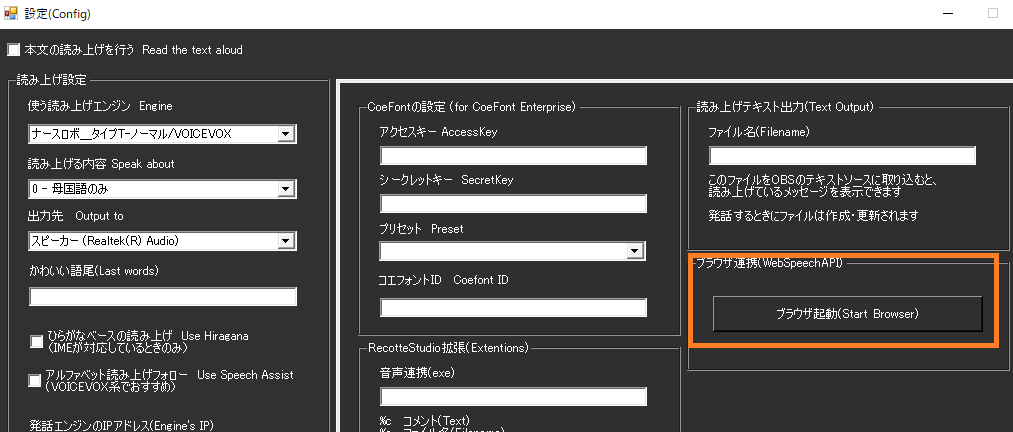 設定(Config)
本文の読み上げを行う Read the text aloud
読み上げ設定
使う読み上げエンジン Engine
ナースロボ__タイプT-ノーマル/VOICEVOX
読み上げる内容 Speak about
0 - 母国語のみ
出力先 Output to
スピーカー (Realtek(R) Audio)
かわいい語尾(Last words)
ひらがなベースの読み上げ Use Hiragana
(IMEが対応しているときのみ)
アルファベット読み上げフォロー Use Speech Assist
(VOICEVOX系でおすすめ)
発話エンジンのIPアドレス(Engine's IP)
CoeFontの設定 (for CoeFont Enterprise)
アクセスキー AccessKey
シークレットキー SecretKey
プリセット Preset
コエフォントID Coefont ID
RecotteStudio拡張(Extentions)
音声連携(exe)
%c コメント(Text)
%s ファイル名(Filename)
読み上げテキスト出力(Text Output)
ファイル名(Filename)
このファイルをOBSのテキストソースに取り込むと、
読み上げているメッセージを表示できます
発話するときにファイルは作成・更新されます
ブラウザ連携(WebSpeechAPI)
ブラウザ起動(Start Browser)